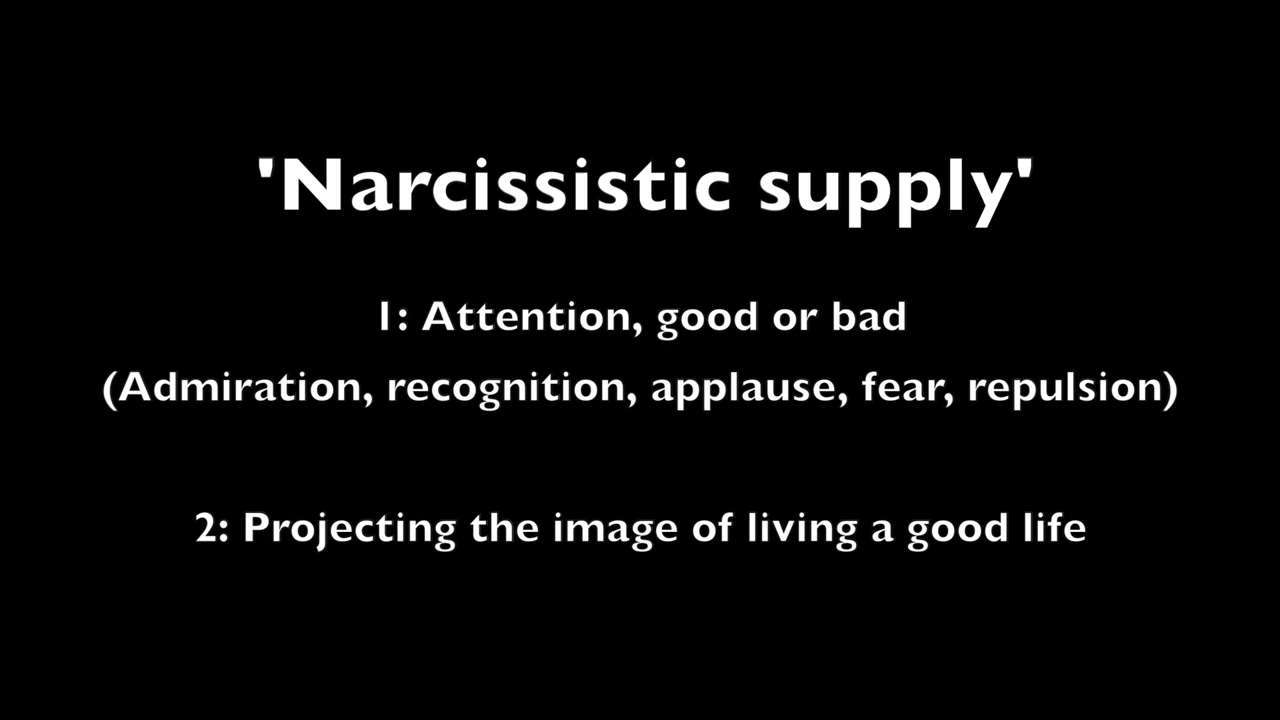 'Narcissistic supply'
1: Attention, good or bad
(Admiration, recognition, applause, fear, repulsion)
2: Projecting the image of living a good life